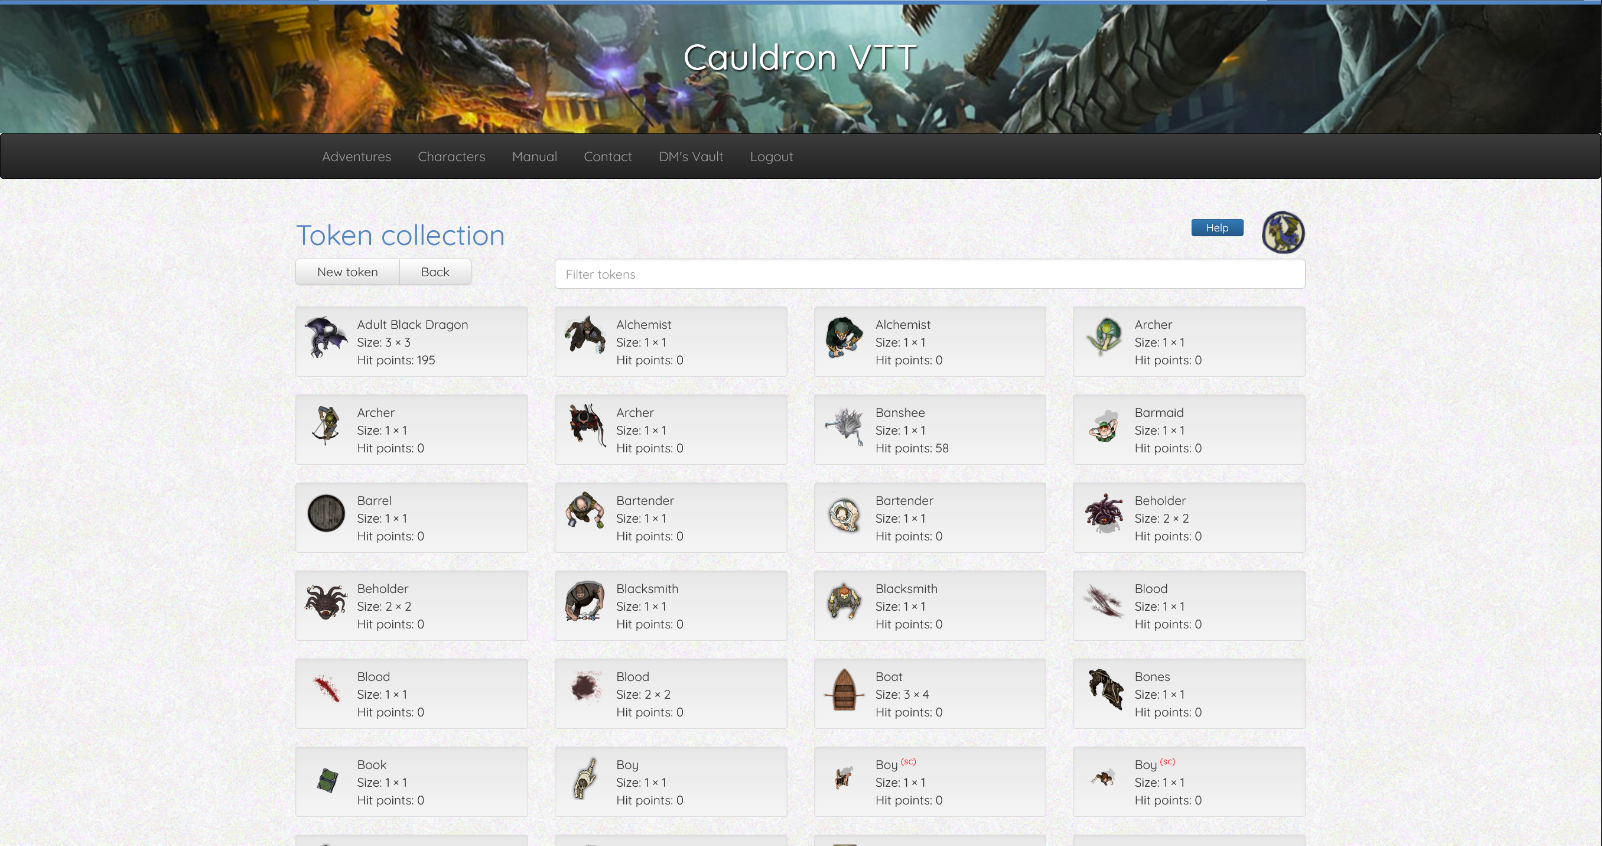 Cauldron VTT
Adventures Characters Manual Contact DM's Vault Logout
Token collection
Help
New token Back
Filter tokens
Adult Black Dragon
Size: 3 × 3
Hit points: 195
Alchemist
Size: 1 × 1
Hit points: 0
Alchemist
Size: 1 × 1
Hit points: 0
Archer
Size: 1 × 1
Hit points: 0
Archer
Size: 1 × 1
Hit points: 0
Archer
Size: 1 × 1
Hit points: 0
Banshee
Size: 1 × 1
Hit points: 58
Barmaid
Size: 1 × 1
Hit points: 0
Barrel
Size: 1 × 1
Hit points: 0
Bartender
Size: 1 × 1
Hit points: 0
Bartender
Size: 1 × 1
Hit points: 0
Beholder
Size: 2 × 2
Hit points: 0
Beholder
Size: 2 × 2
Hit points: 0
Blacksmith
Size: 1 × 1
Hit points: 0
Blacksmith
Size: 1 × 1
Hit points: 0
Blood
Size: 1 × 1
Hit points: 0
Blood
Size: 1 × 1
Hit points: 0
Blood
Size: 2 × 2
Hit points: 0
Boat
Size: 3 × 4
Hit points: 0
Bones
Size: 1 × 1
Hit points: 0
Book
Size: 1 × 1
Hit points: 0
Boy
Size: 1 × 1
Hit points: 0
Boy (SC)
Size: 1 × 1
Hit points: 0
Boy (SC)
Size: 1 × 1
Hit points: 0